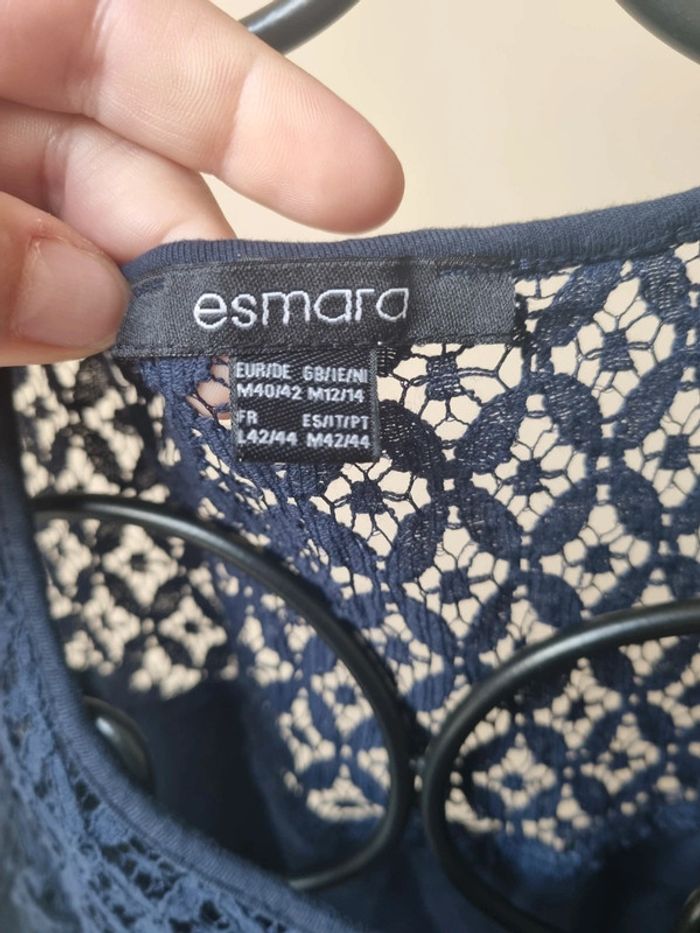 esmara
EUR/DE GB/IE/NI
M40/42 M12/14
FR ES/IT/PT
L42/44 M42/44